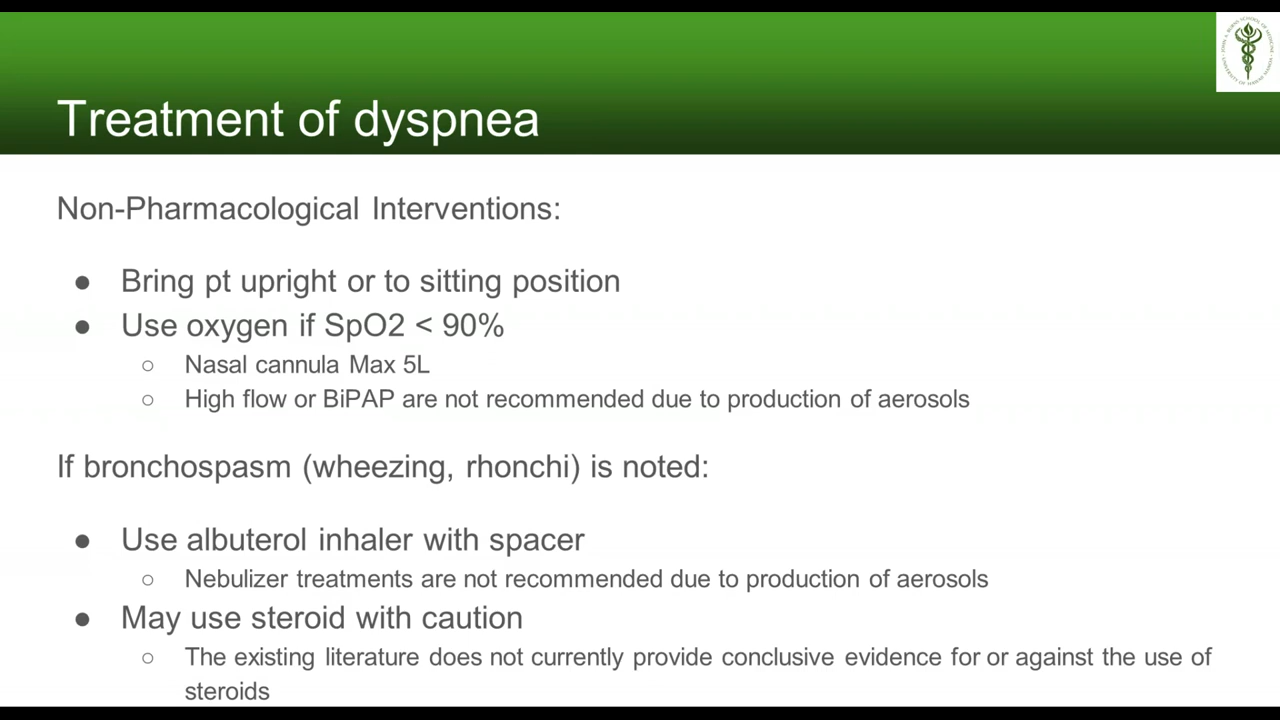 Treatment of dyspnea
Non-Pharmacological Interventions:
● Bring pt upright or to sitting position
● Use oxygen if SpO2 < 90%
○ Nasal cannula Max 5L
○ High flow or BiPAP are not recommended due to production of aerosols
If bronchospasm (wheezing, rhonchi) is noted:
● Use albuterol inhaler with spacer
○ Nebulizer treatments are not recommended due to production of aerosols
● May use steroid with caution
○ The existing literature does not currently provide conclusive evidence for or against the use of
steroids